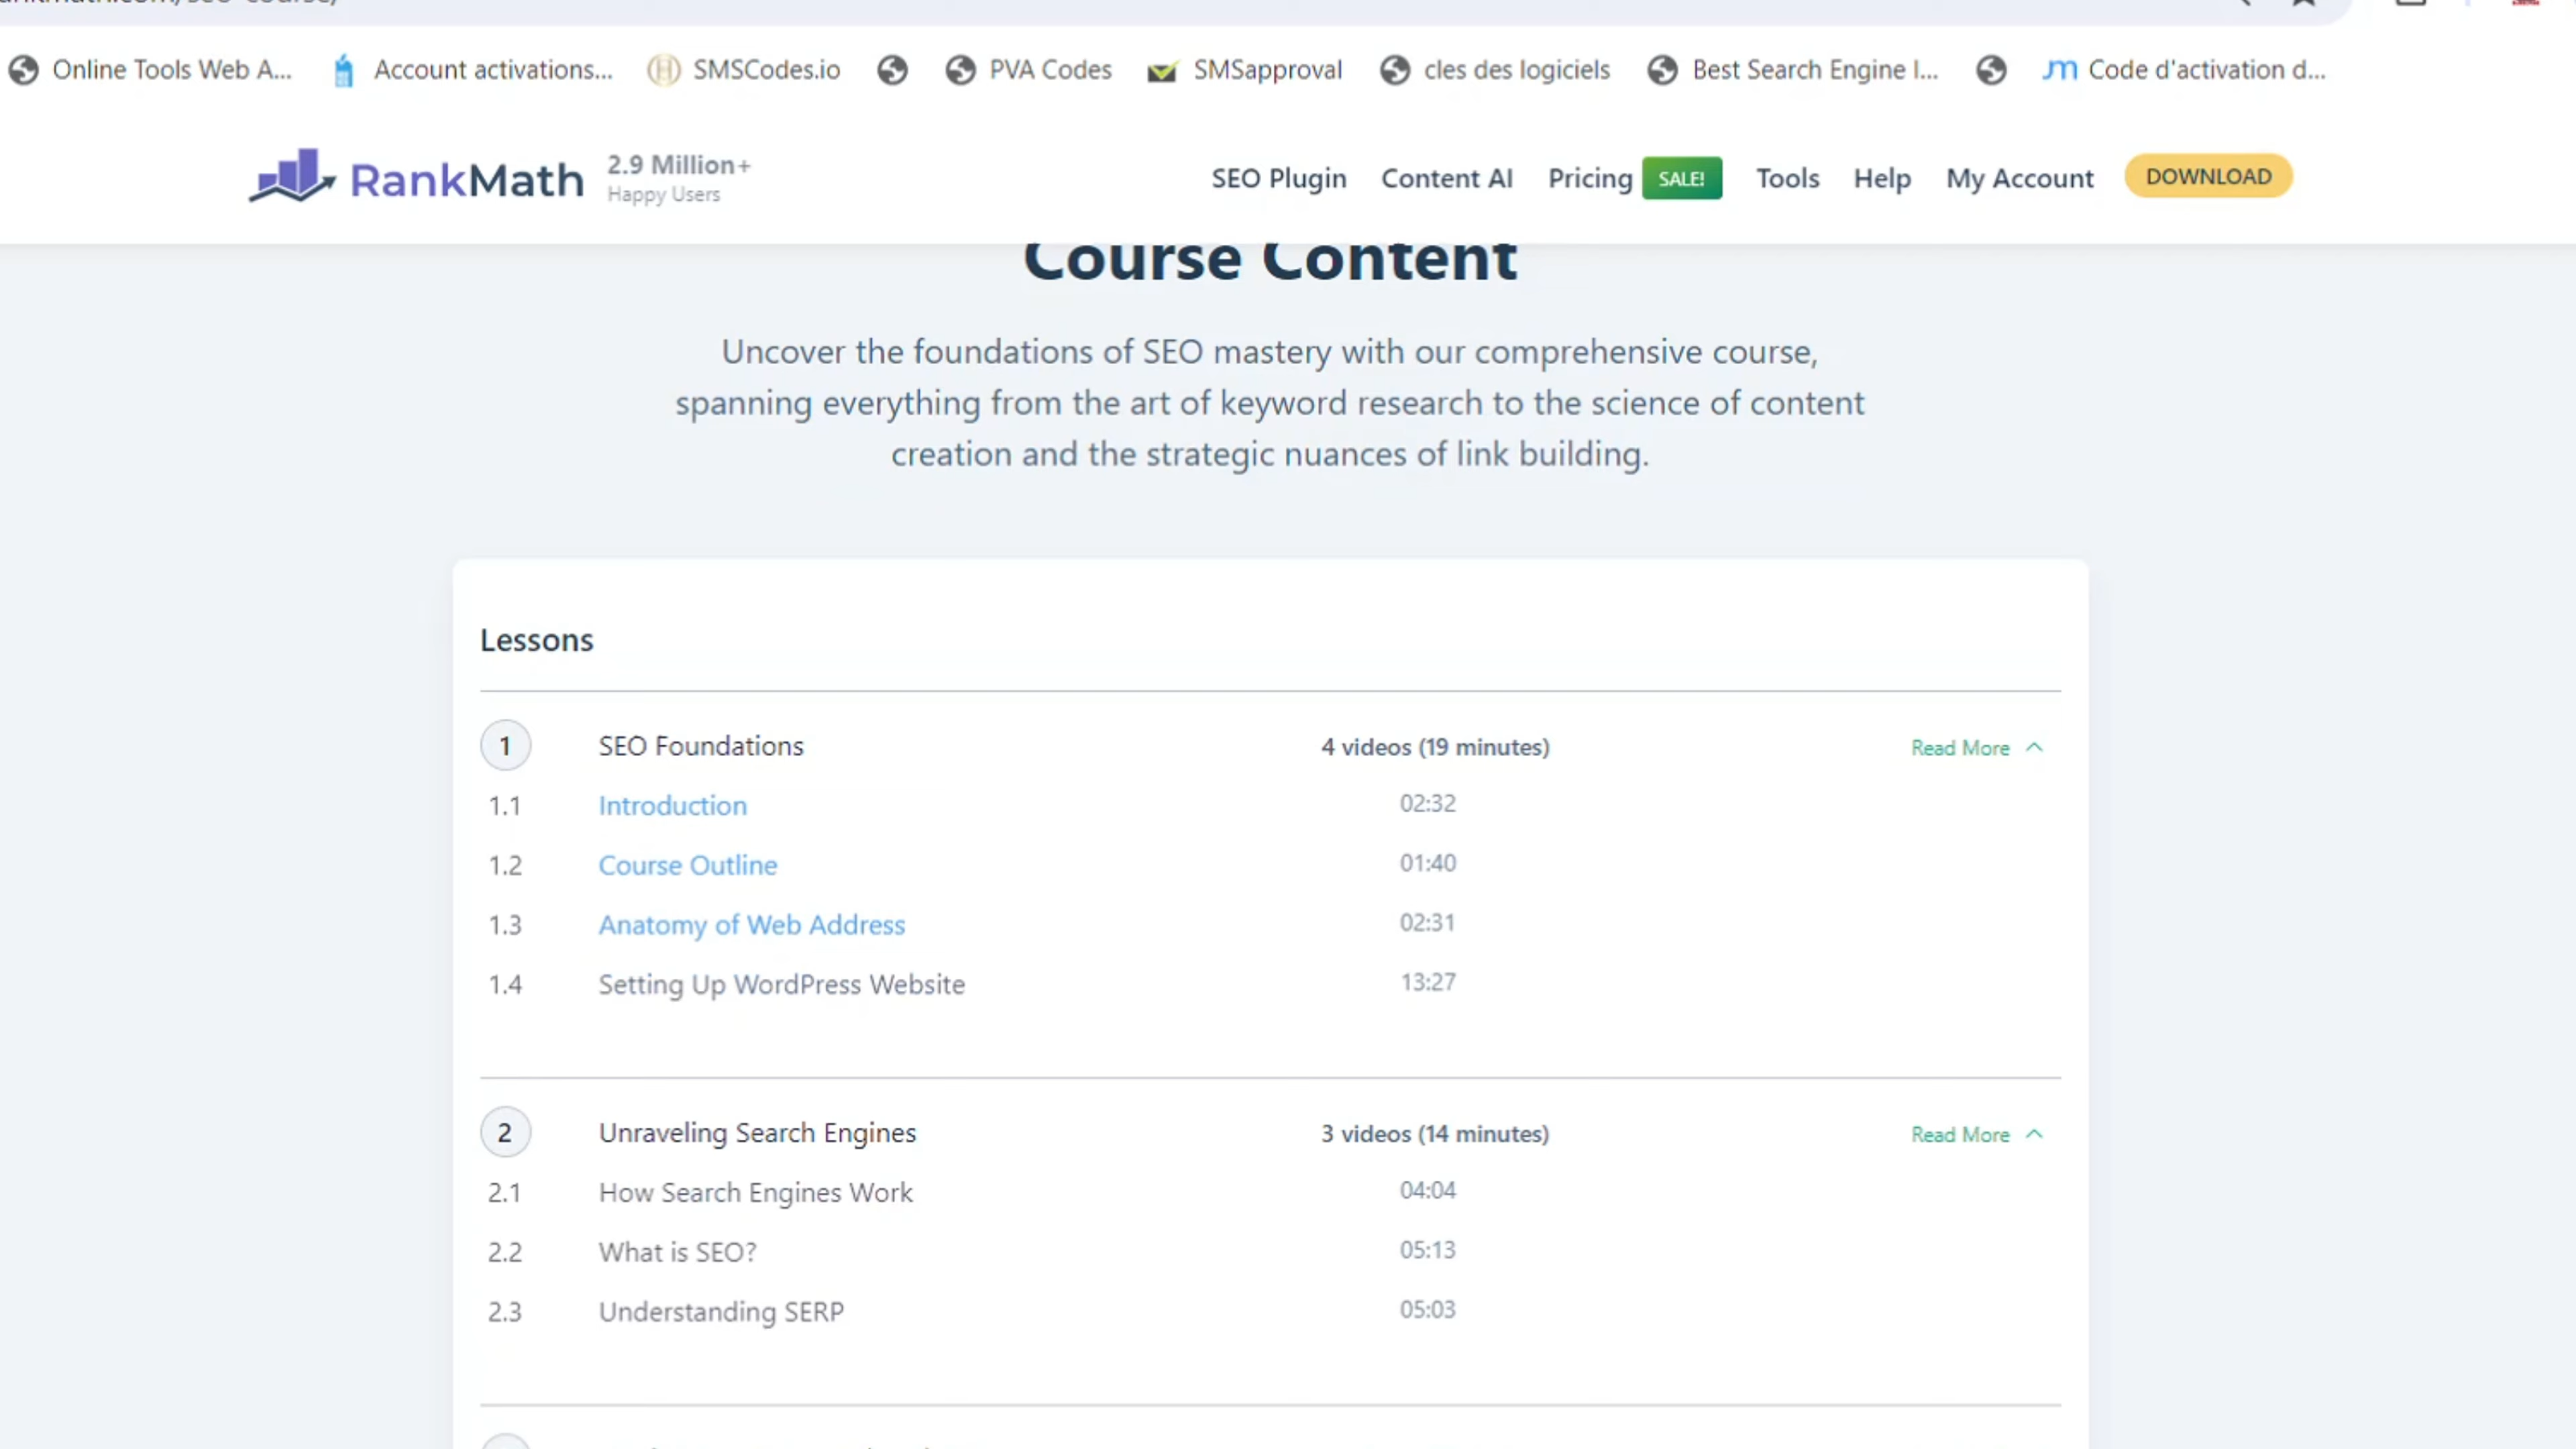 Online Tools Web A...
Account activations...
SMSCodes.io
PVA Codes
SMSapproval
cles des logiciels
Best Search Engine I...
Code d'activation d...
RankMath
2.9 Million+
Happy Users
SEO Plugin
Content AI
Pricing
SALE!
Tools
Help
My Account
DOWNLOAD
Course Content
Uncover the foundations of SEO mastery with our comprehensive course,
spanning everything from the art of keyword research to the science of content
creation and the strategic nuances of link building.
Lessons
1 SEO Foundations 4 videos (19 minutes) Read More
1.1 Introduction 02:32
1.2 Course Outline 01:40
1.3 Anatomy of Web Address 02:31
1.4 Setting Up WordPress Website 13:27
2 Unraveling Search Engines 3 videos (14 minutes) Read More
2.1 How Search Engines Work 04:04
2.2 What is SEO? 05:13
2.3 Understanding SERP 05:03